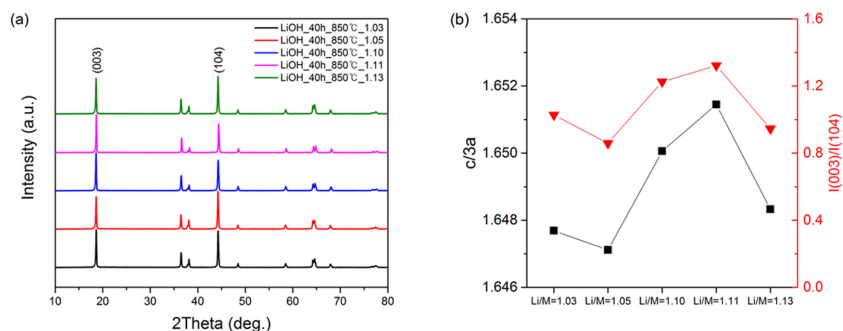 (a)
Intensity (a.u.)
(003)
(104)
LiOH_40h_850℃_1.03
LiOH_40h_850℃_1.05
LiOH_40h_850℃_1.10
LiOH_40h_850℃_1.11
LiOH_40h_850℃_1.13
10 20 30 40 50 60 70 80
2Theta (deg.)
(b)
c/3a
1.654
1.652
1.650
1.648
1.646
1.6
1.2
0.8
0.4
0.0
I(003)/I(104)
Li/M=1.03 Li/M=1.05 Li/M=1.10 Li/M=1.11 Li/M=1.13